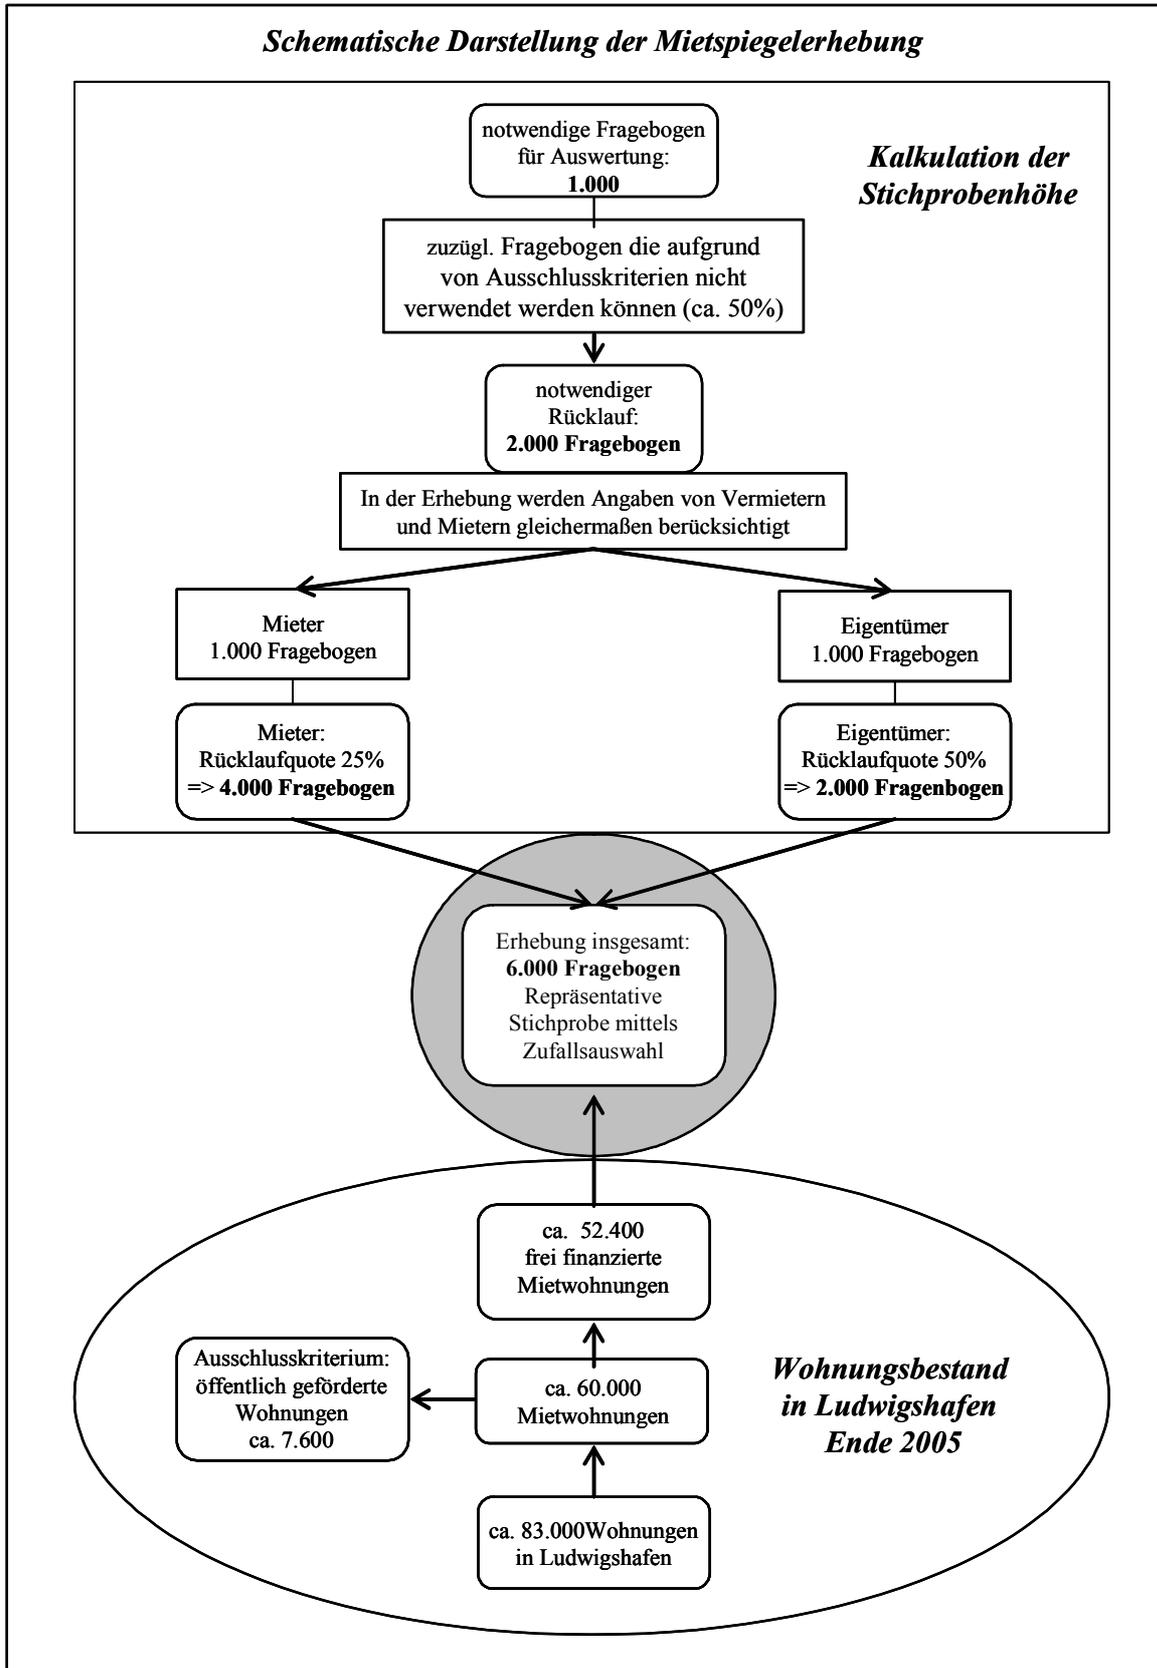 Schematische Darstellung der Mietspiegelerhebung
notwendige Fragebogen
für Auswertung:
1.000
Kalkulation der
Stichprobenhöhe
zuzügl. Fragebogen die aufgrund
von Ausschlusskriterien nicht
verwendet werden können (ca. 50%)
notwendiger
Rücklauf:
2.000 Fragebogen
In der Erhebung werden Angaben von Vermietern
und Mietern gleichermaßen berücksichtigt
Mieter
1.000 Fragebogen
Eigentümer
1.000 Fragebogen
Mieter:
Rücklaufquote 25%
=> 4.000 Fragebogen
Eigentümer:
Rücklaufquote 50%
=> 2.000 Fragenbogen
Erhebung insgesamt:
6.000 Fragebogen
Repräsentative
Stichprobe mittels
Zufallsauswahl
ca. 52.400
frei finanzierte
Mietwohnungen
Ausschlusskriterium:
öffentlich geförderte
Wohnungen
ca. 7.600
ca. 60.000
Mietwohnungen
Wohnungsbestand
in Ludwigshafen
Ende 2005
ca. 83.000Wohnungen
in Ludwigshafen